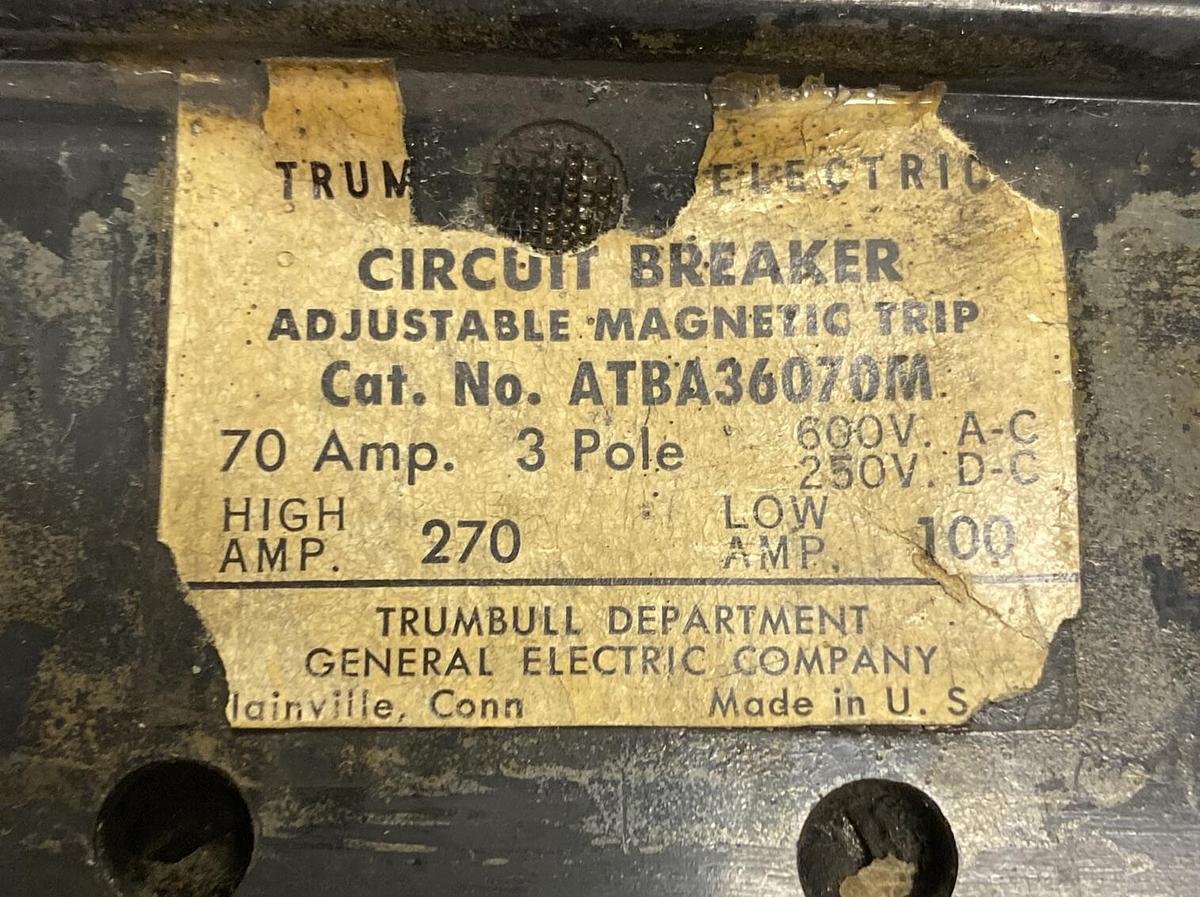 TRUM ELECTRIC
CIRCUIT BREAKER
ADJUSTABLE MAGNETIC TRIP
Cat. No. ATBA36070M
70 Amp. 3 Pole 600V. A-C
250V. D-C
HIGH AMP. 270 LOW AMP. 100
TRUMBULL DEPARTMENT
GENERAL ELECTRIC COMPANY
lainville, Conn Made in U. S